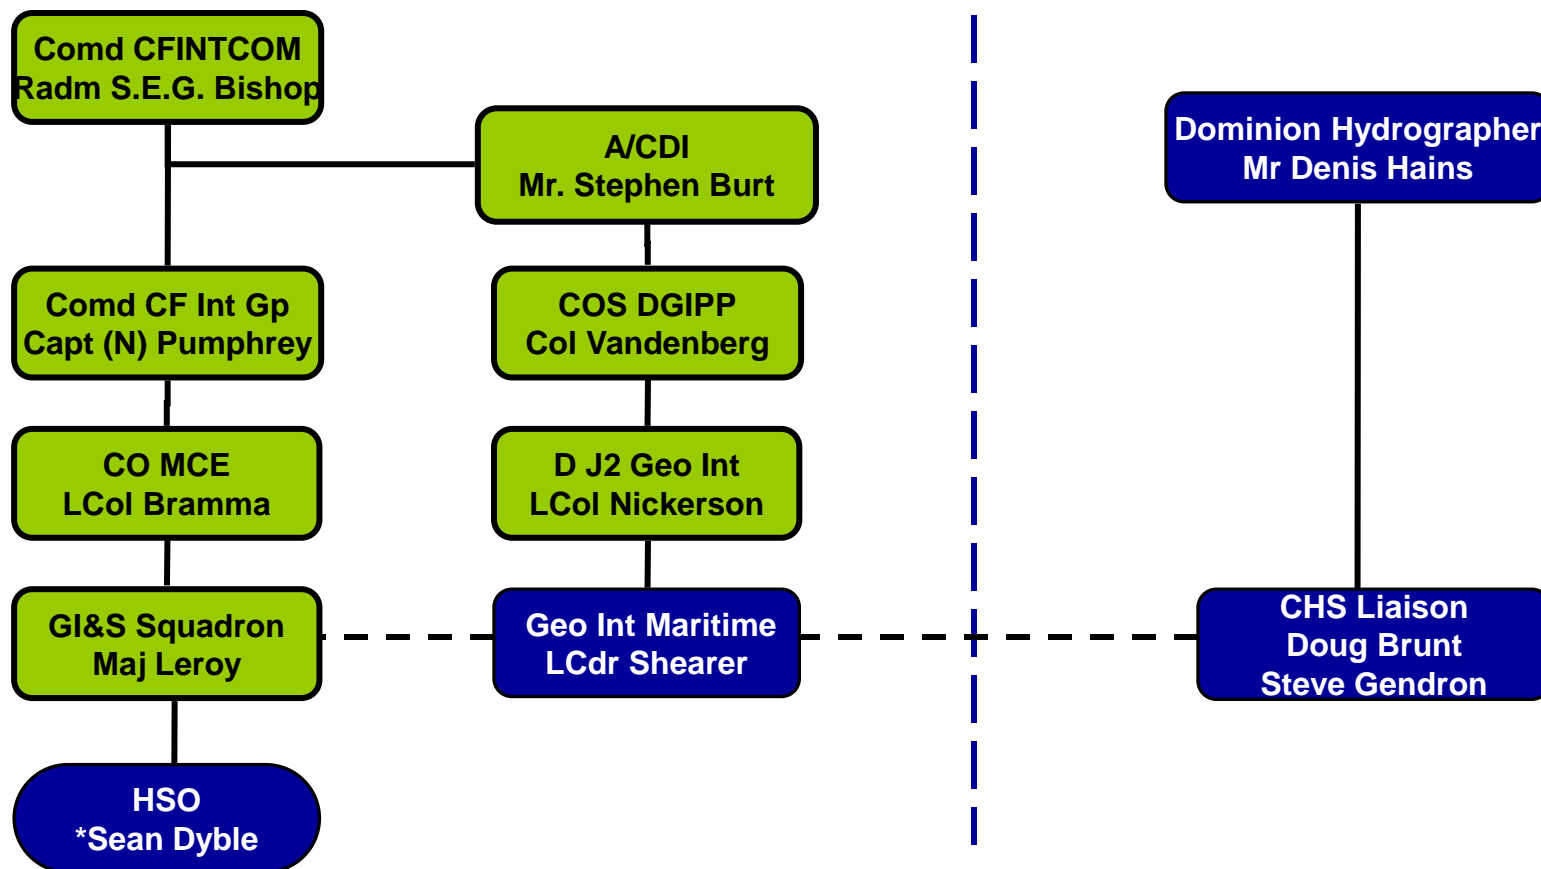 Comd CFINTCOM
Radm S.E.G. Bishop
A/CDI
Mr. Stephen Burt
Dominion Hydrographer
Mr Denis Hains
Comd CF Int Gp
Capt (N) Pumphrey
COS DGIPP
Col Vandenberg
CO MCE
LCol Bramma
D J2 Geo Int
LCol Nickerson
GI&S Squadron
Maj Leroy
Geo Int Maritime
LCdr Shearer
CHS Liaison
Doug Brunt
Steve Gendron
HSO
*Sean Dyble